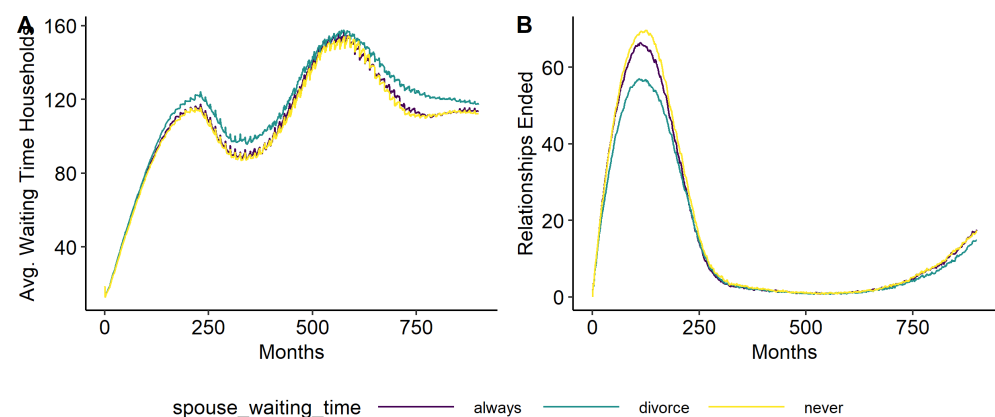 A
B
Avg. Waiting Time Households
160
120
80
40
0 250 500 750
Months
Relationships Ended
60
40
20
0
0 250 500 750
Months
spouse_waiting_time always divorce never